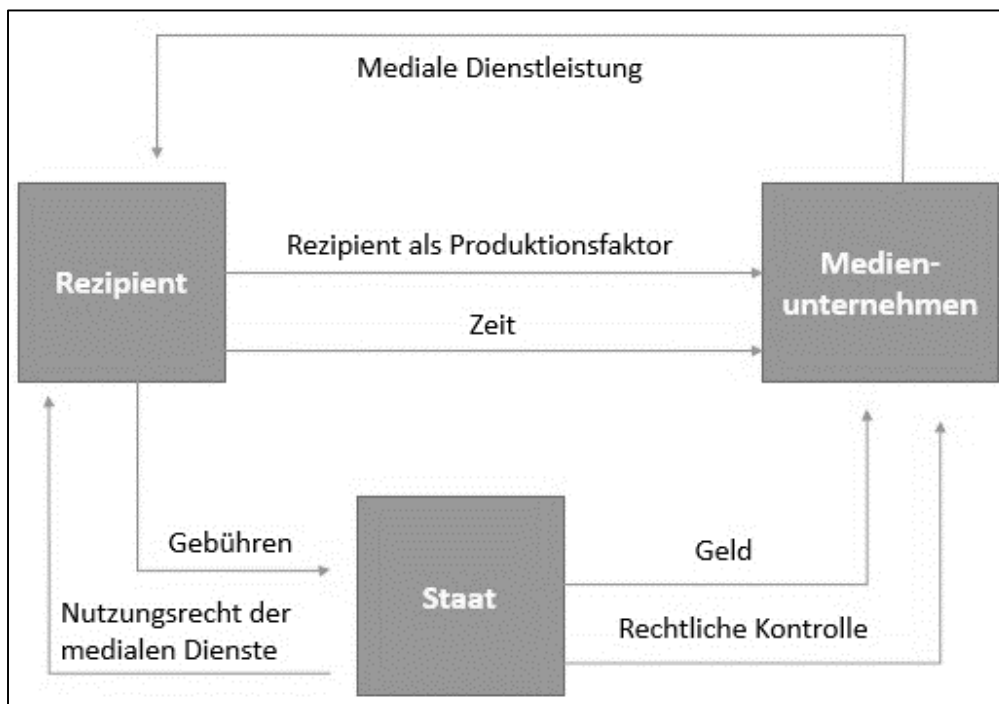 Mediale Dienstleistung
Rezipient als Produktionsfaktor
Rezipient
Medien-
unternehmen
Zeit
Gebühren
Geld
Staat
Nutzungsrecht der
medialen Dienste
Rechtliche Kontrolle